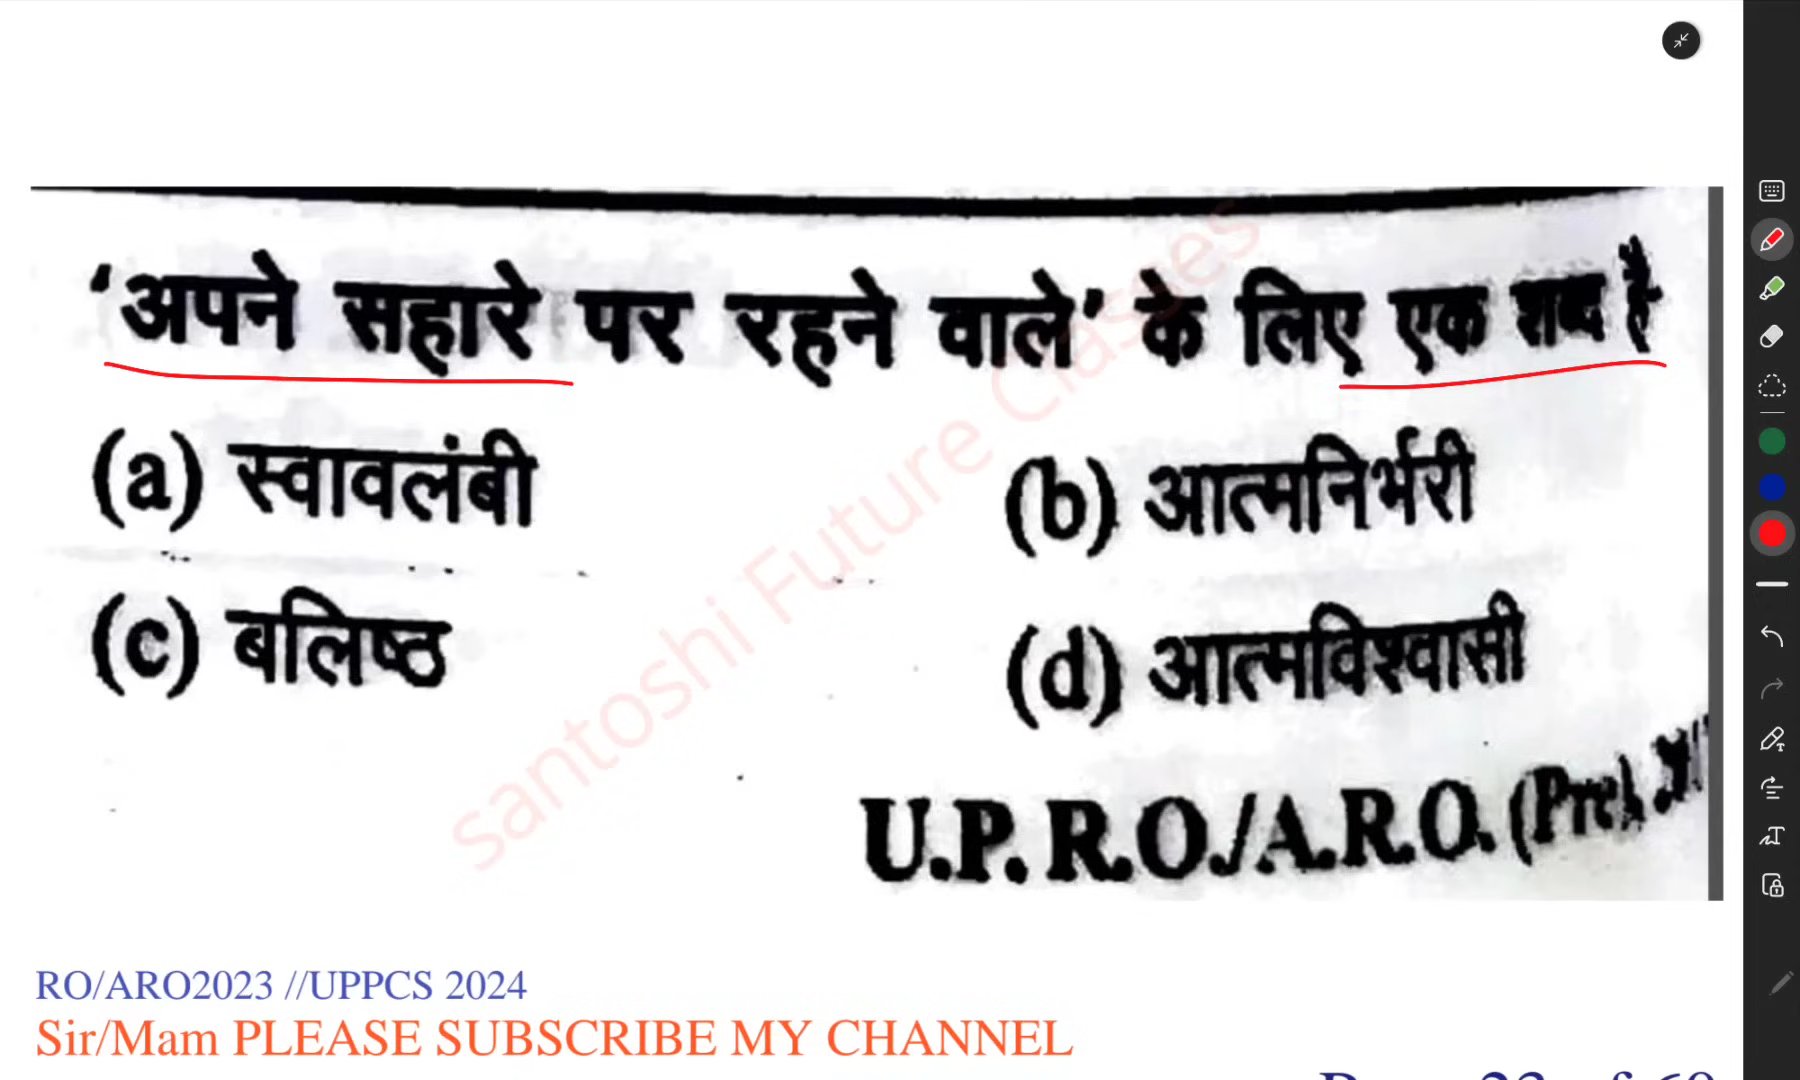 ‘अपने सहारे पर रहने वाले’ के लिए एक शब्द है-
(a) स्वावलंबी (b) आत्मनिर्भरी
(c) बलिष्ठ (d) आत्मविश्वासी
santoshi Future Classes
U.P. R.O./A.R.O. (Pre)
RO/ARO2023 //UPPCS 2024
Sir/Mam PLEASE SUBSCRIBE MY CHANNEL